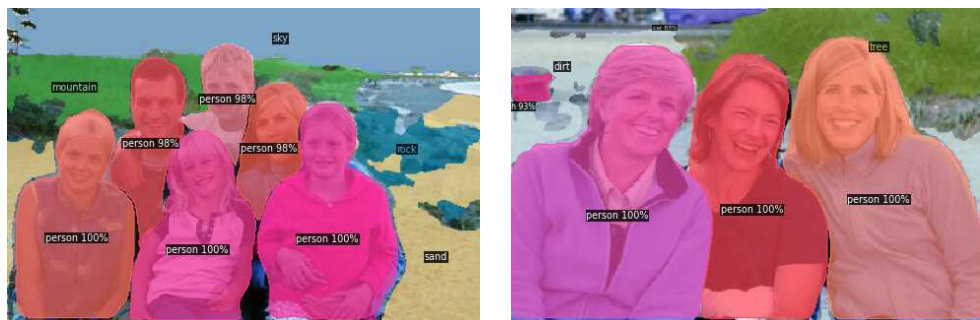 sky
mountain
person 98%
person 98%
person 98%
rock
person 100%
person 100%
person 100%
sand
tree
dirt
93%
person 100%
person 100%
person 100%